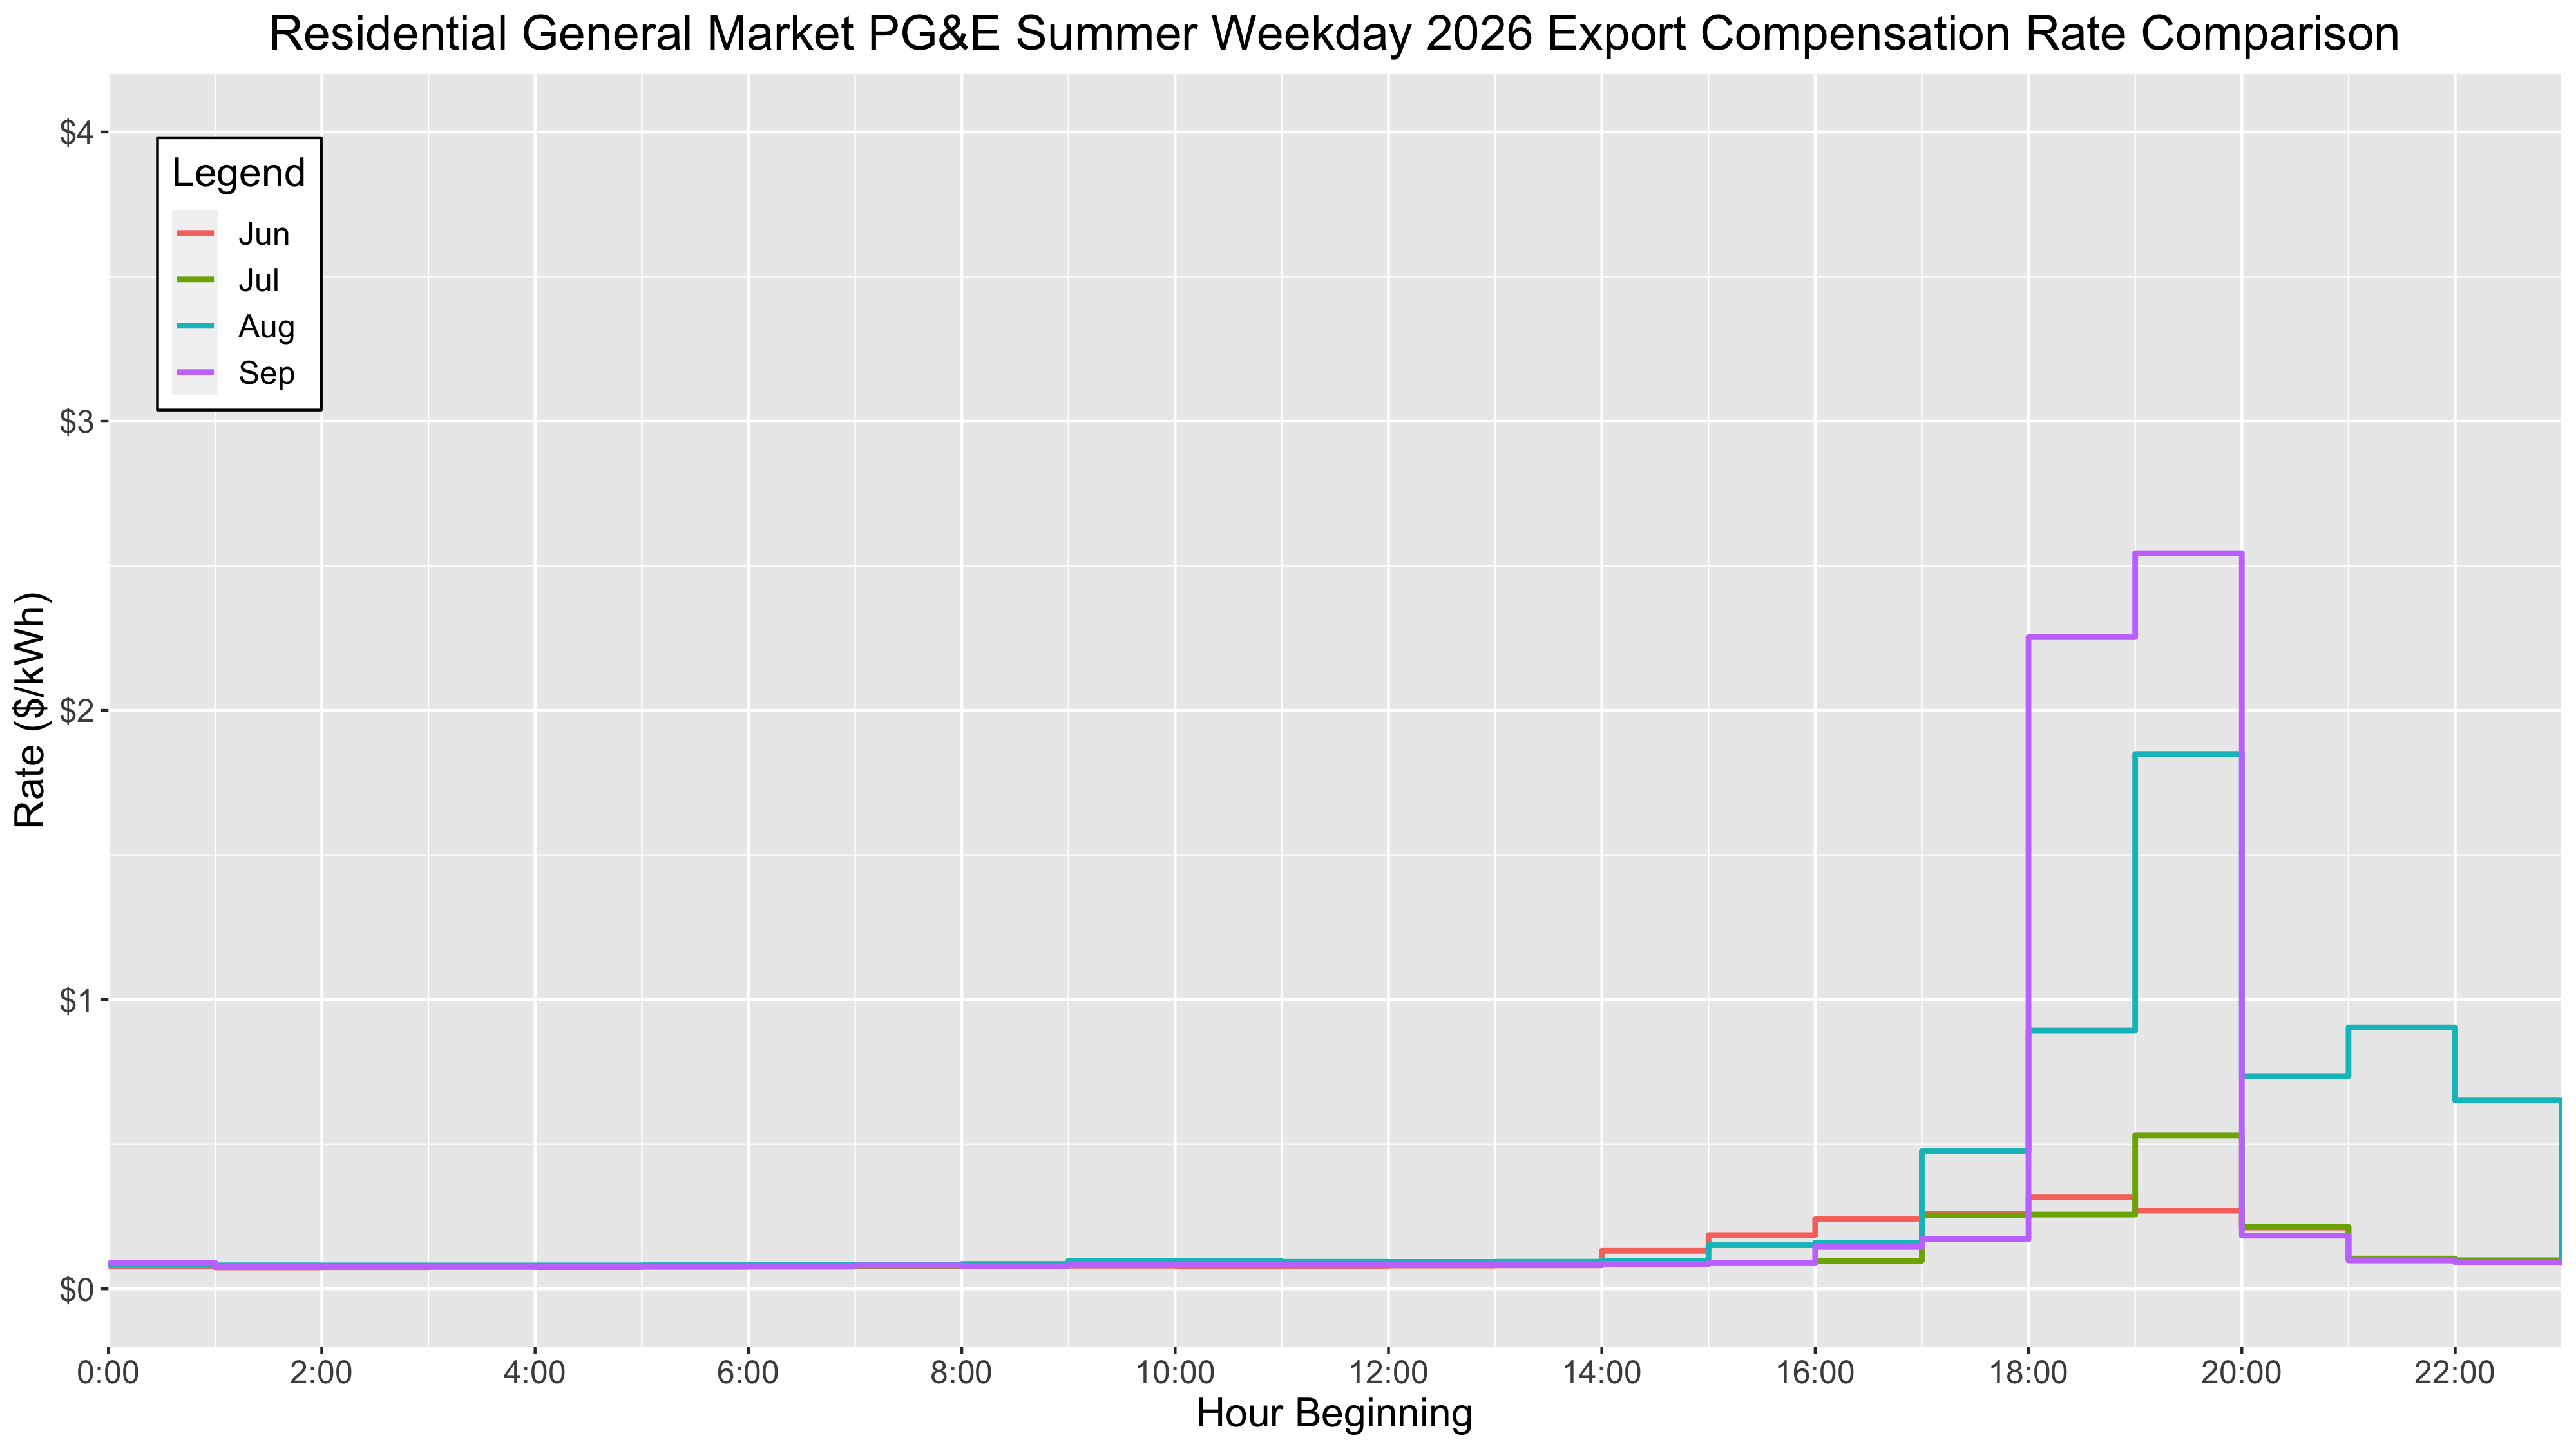 Residential General Market PG&E Summer Weekday 2026 Export Compensation Rate Comparison
Rate ($/kWh)
$4
$3
$2
$1
$0
Legend
Jun
Jul
Aug
Sep
0:00 2:00 4:00 6:00 8:00 10:00 12:00 14:00 16:00 18:00 20:00 22:00
Hour Beginning